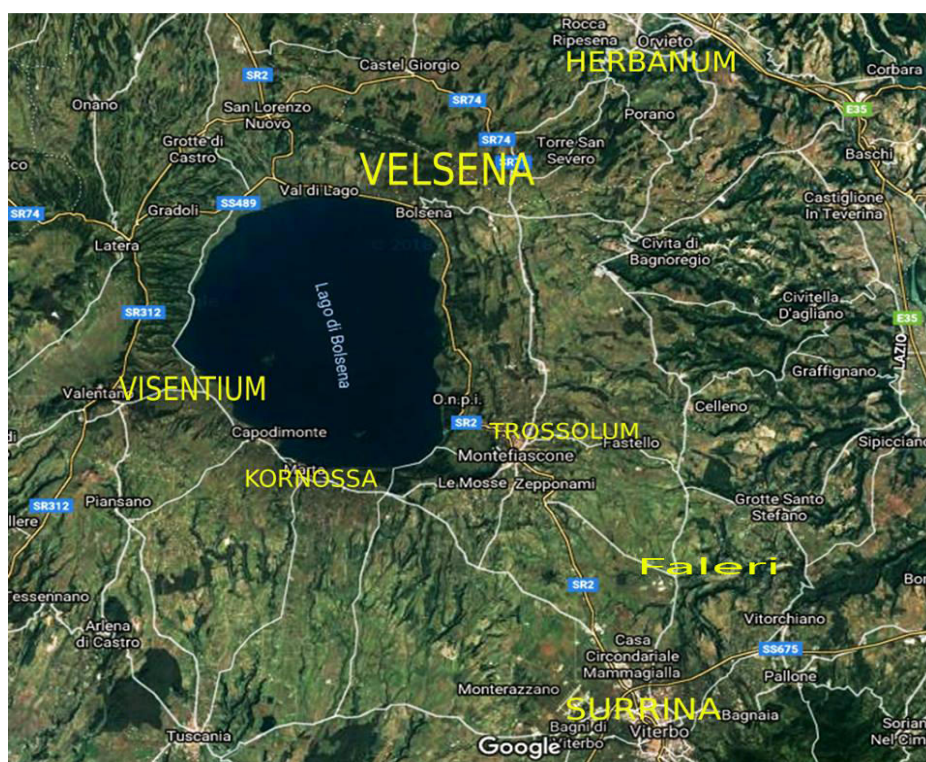 Rocca
Ripesena
Orvieto
HERBANUM
Castel Giorgio
SR2
Corbara
SR74
Onano
San Lorenzo
Nuovo
E35
Porano
Grotte di
Castro
SR74
Torre San
Severo
Baschi
VELSENA
Val di Lago
SS489
Castiglione
In Teverina
SR74
Gradoli
Bolsena
Latera
Civita di
Bagnoregio
Lago di Bolsena
Civitella
D'agliano
SR312
E35
LAZIO
Graffignano
Valentano
VISENTIUM
O.n.p.i.
Celleno
SR2
TROSSOLUM
Capodimonte
Fastello
Sipicciano
Montefiascone
Marta
KORNOSSA
Le Mosse
Zepponami
Piansano
SR312
Grotte Santo
Stefano
Faleri
SR2
Tessennano
Vitorchiano
Arlena
di Castro
Casa
Circondariale
Mammagialla
SS675
Pallone
Monterazzano
SURRINA
Bagnaia
Bagni di
Viterbo
Viterbo
Tuscania
Google
Nel Cim